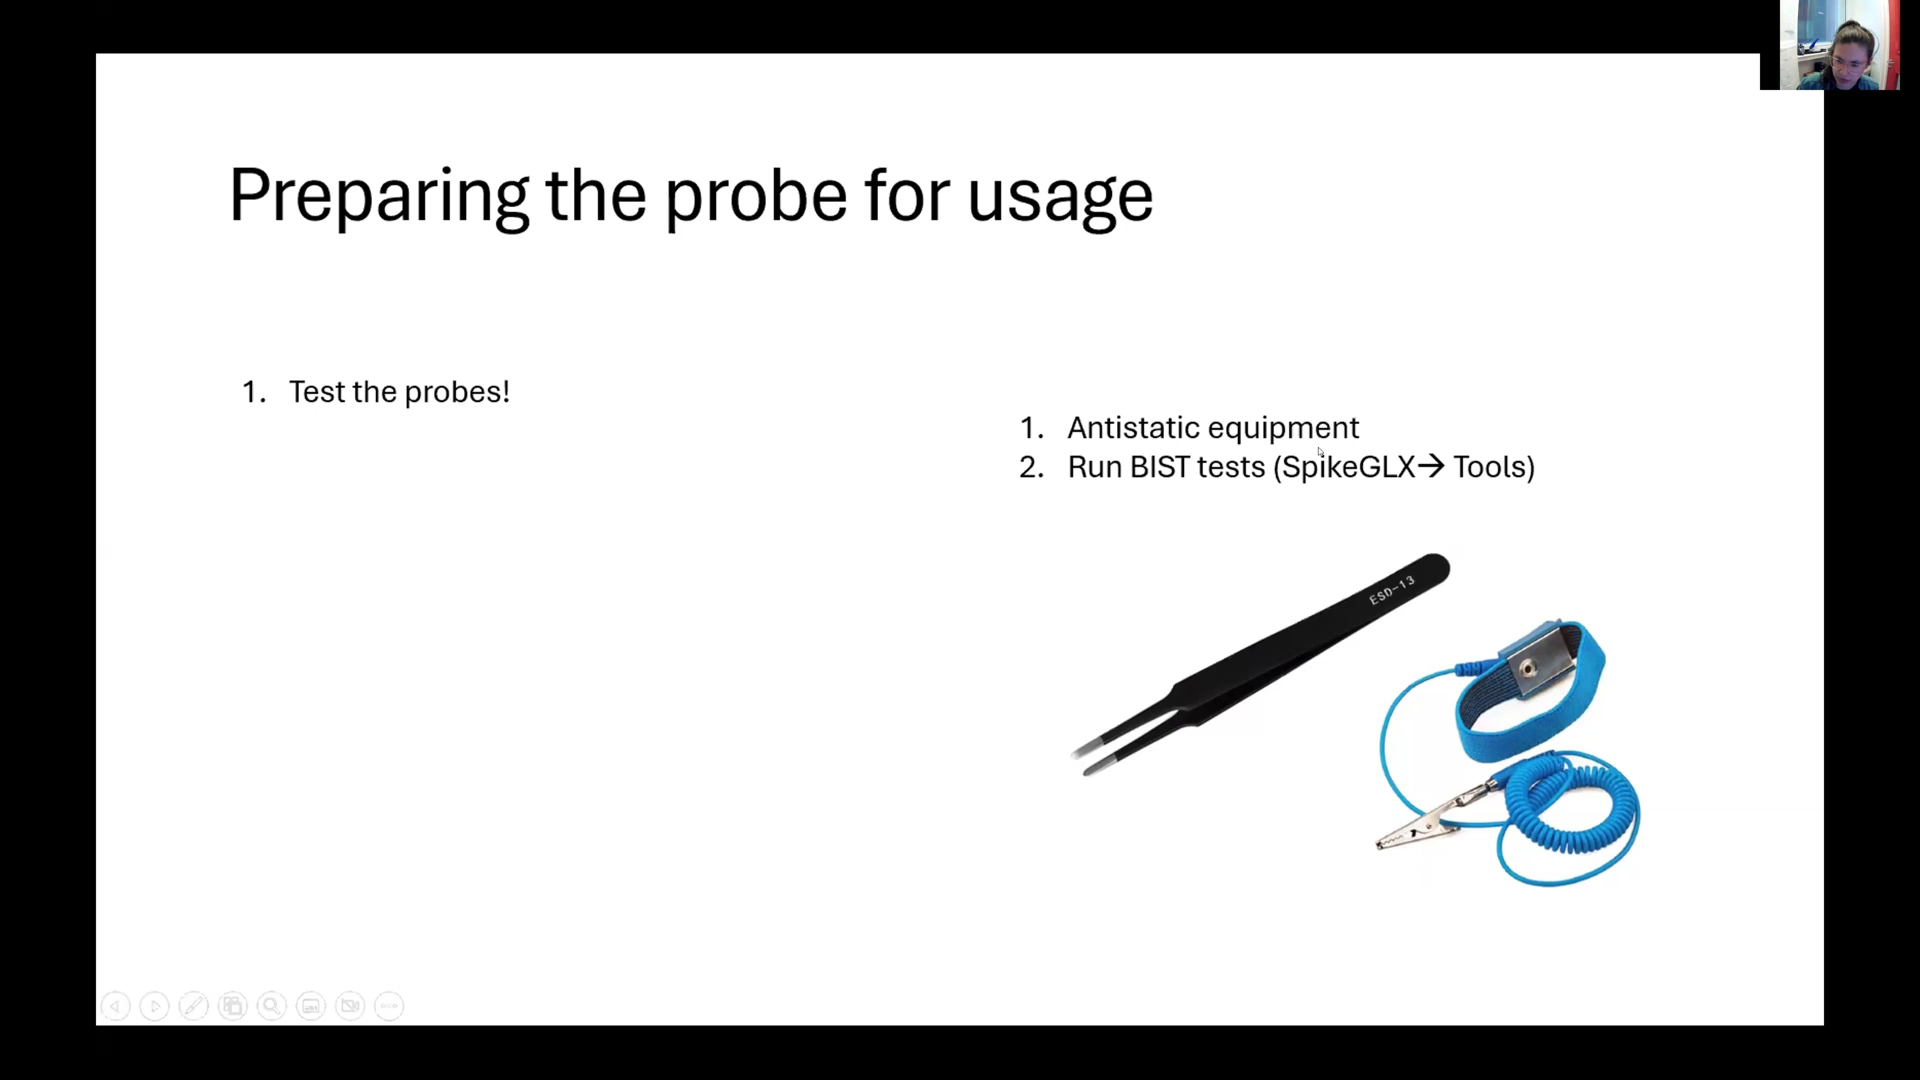 Preparing the probe for usage
1. Test the probes!
1. Antistatic equipment
2. Run BIST tests (SpikeGLX→ Tools)
ESD-13